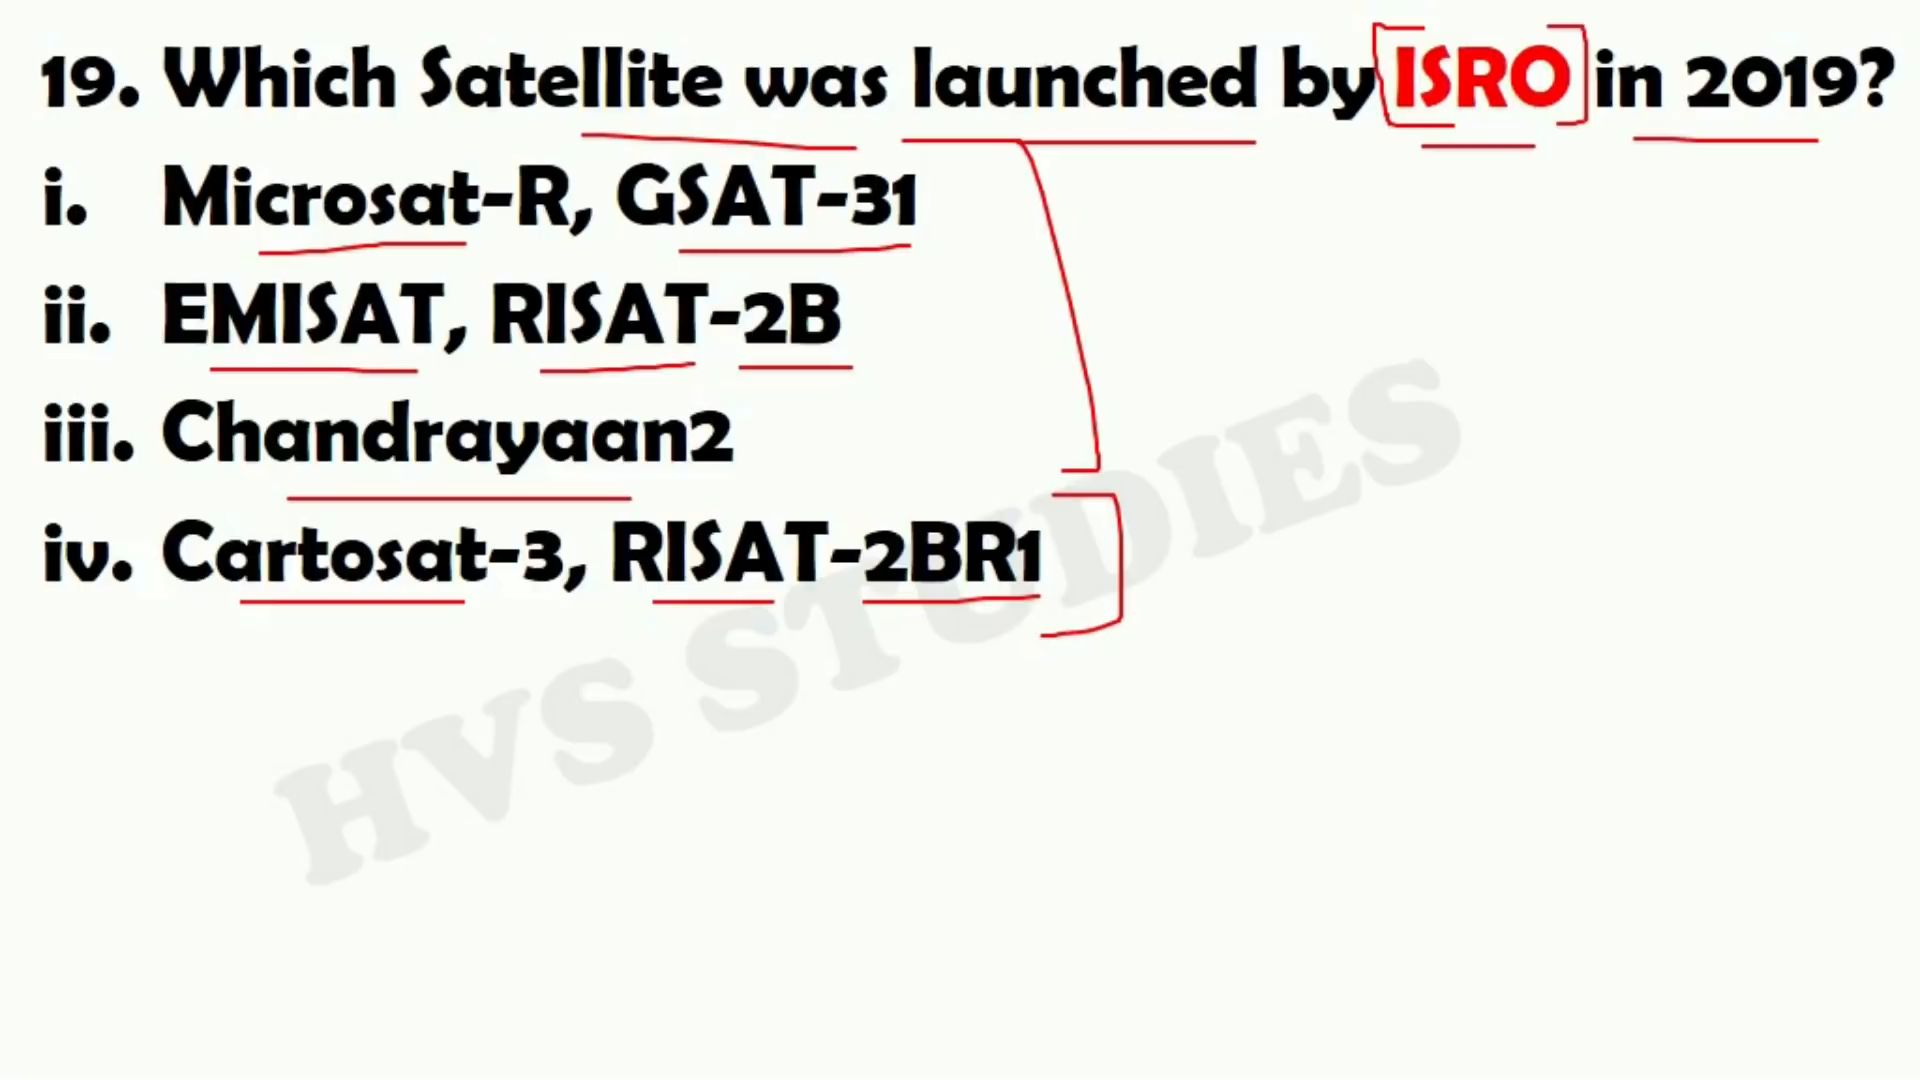 19. Which Satellite was launched by ISRO in 2019?
i. Microsat-R, GSAT-31
ii. EMISAT, RISAT-2B
iii. Chandrayaan2
iv. Cartosat-3, RISAT-2BR1
HVS STUDIES